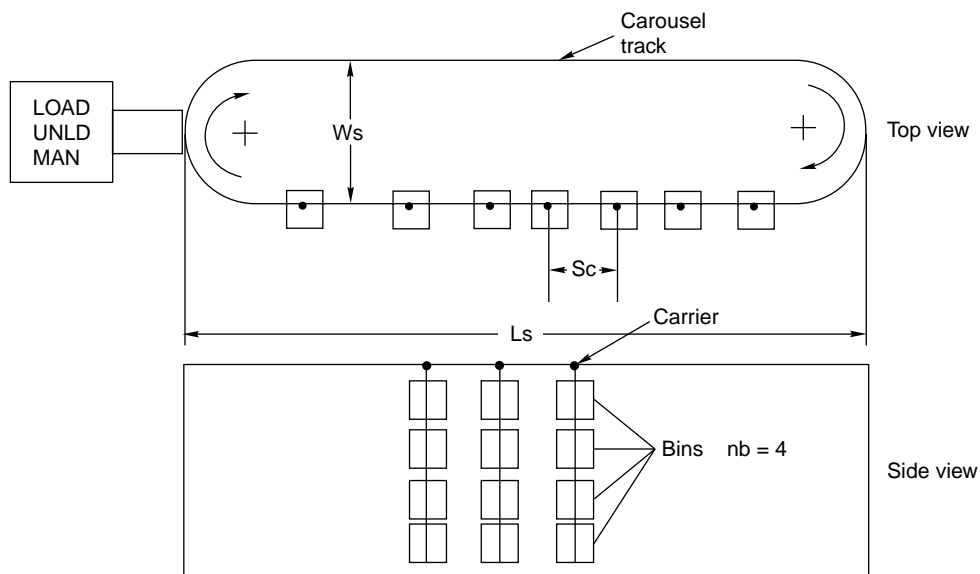 Carousel
track
LOAD
UNLD
MAN
Ws
Top view
Sc
Ls
Carrier
Bins nb = 4
Side view